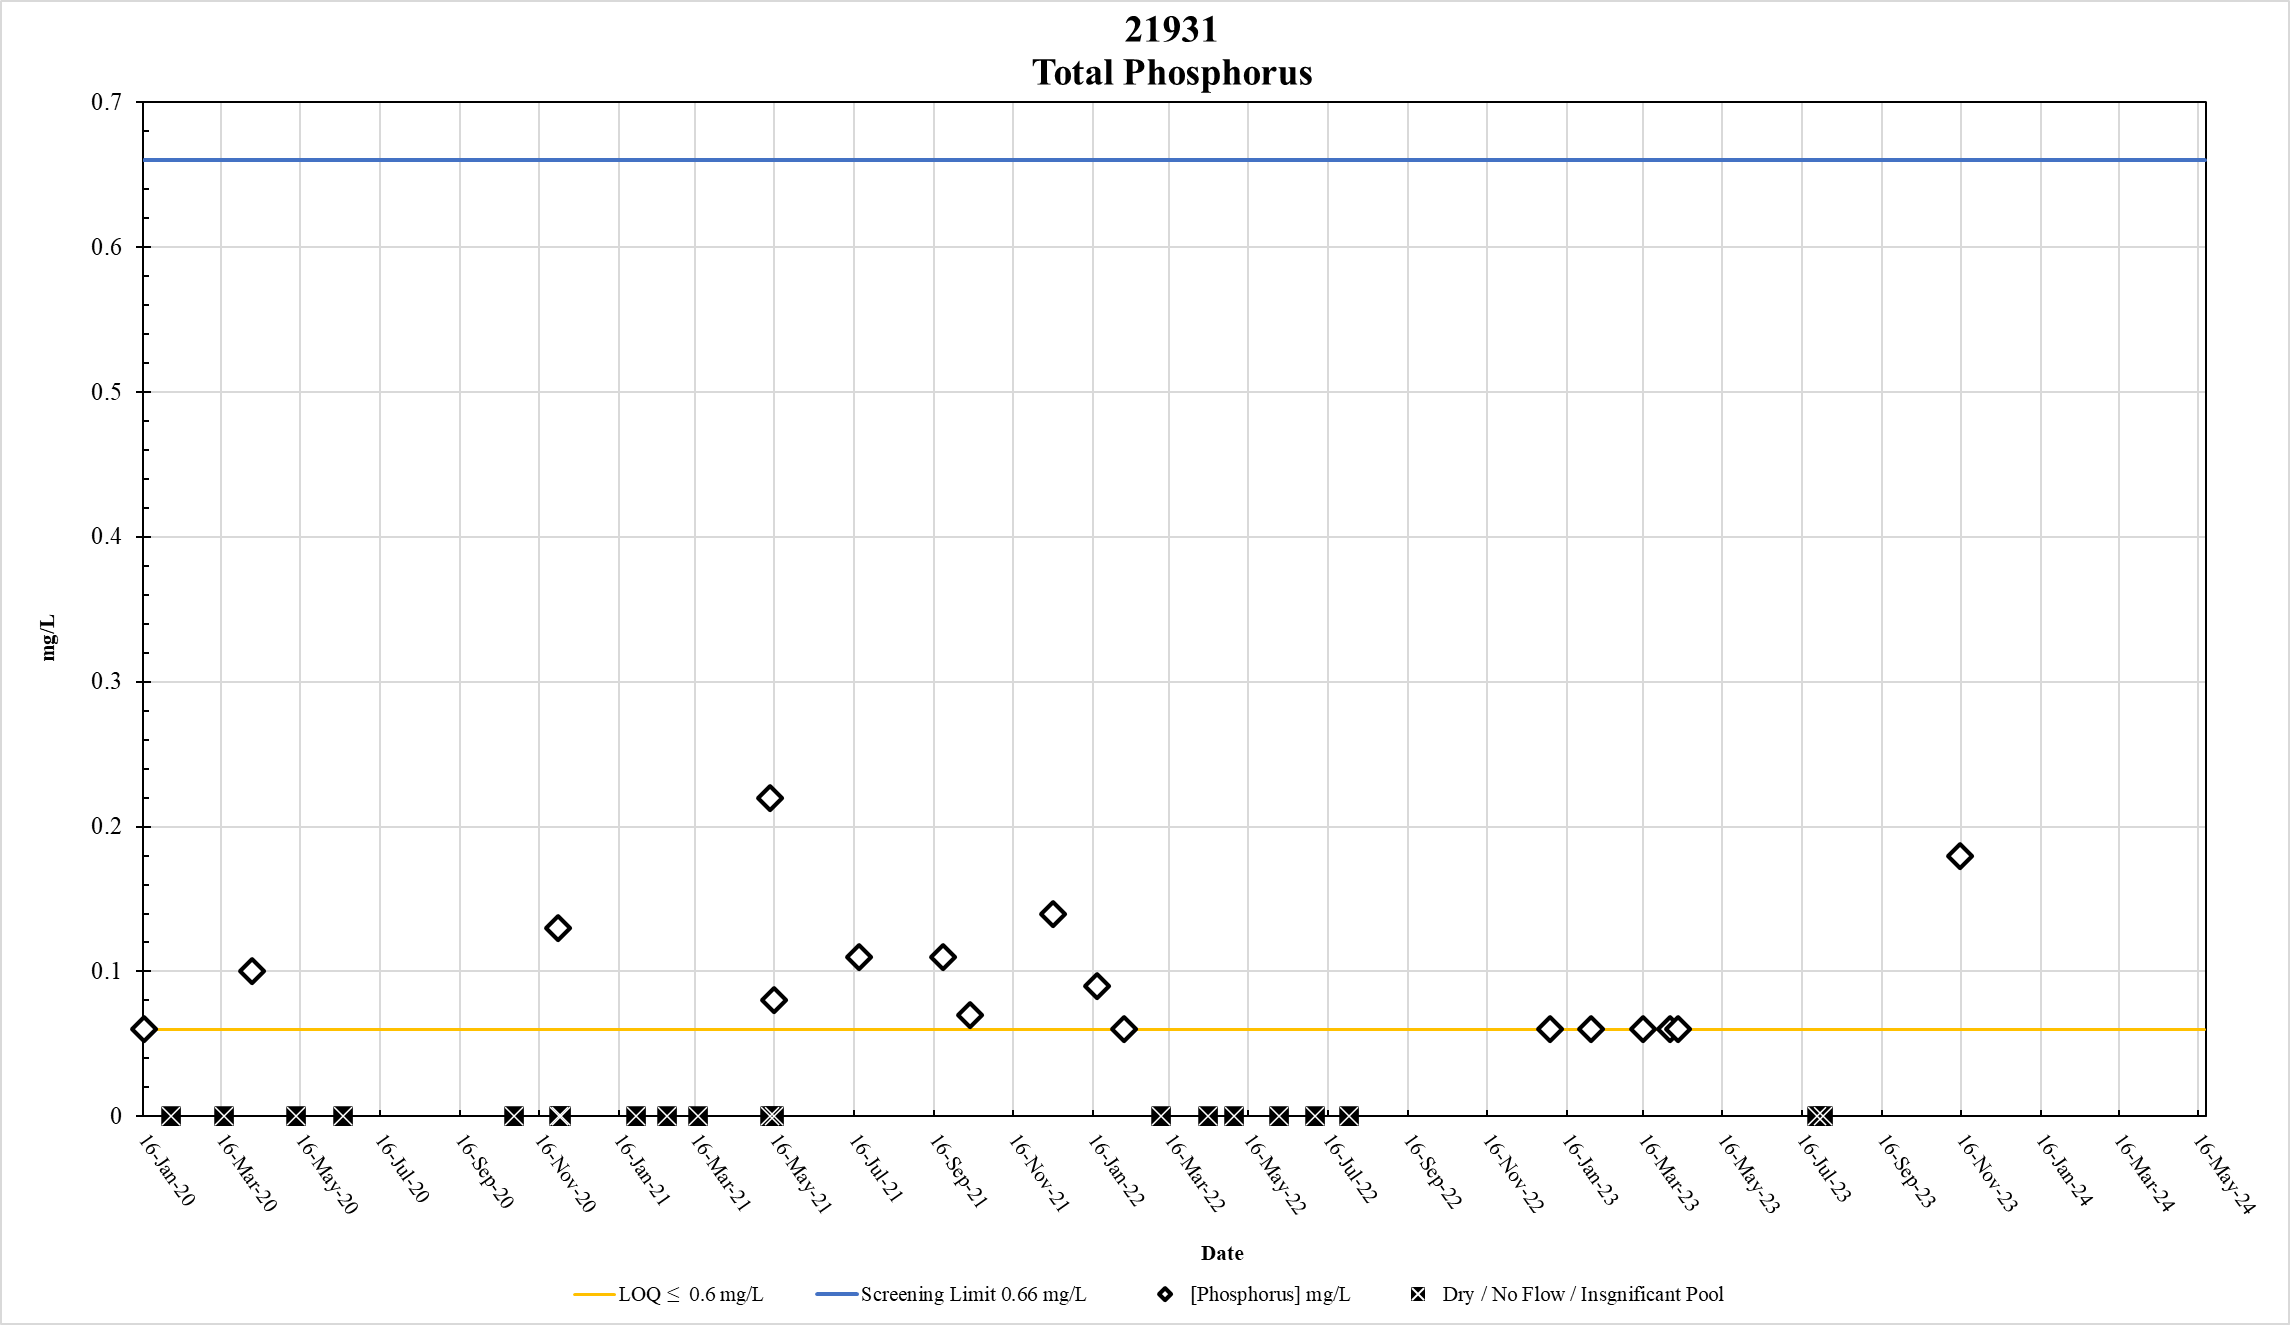 21931
Total Phosphorus
0.7
0.6
0.5
0.4
0.3
0.2
0.1
0
mg/L
16-Jan-20
16-Mar-20
16-May-20
16-Jul-20
16-Sep-20
16-Nov-20
16-Jan-21
16-Mar-21
16-May-21
16-Jul-21
16-Sep-21
16-Nov-21
16-Jan-22
16-Mar-22
16-May-22
16-Jul-22
16-Sep-22
16-Nov-22
16-Jan-23
16-Mar-23
16-May-23
16-Jul-23
16-Sep-23
16-Nov-23
16-Jan-24
16-Mar-24
16-May-24
Date
LOQ ≤ 0.6 mg/L
Screening Limit 0.66 mg/L
[Phosphorus] mg/L
Dry / No Flow / Insgnificant Pool